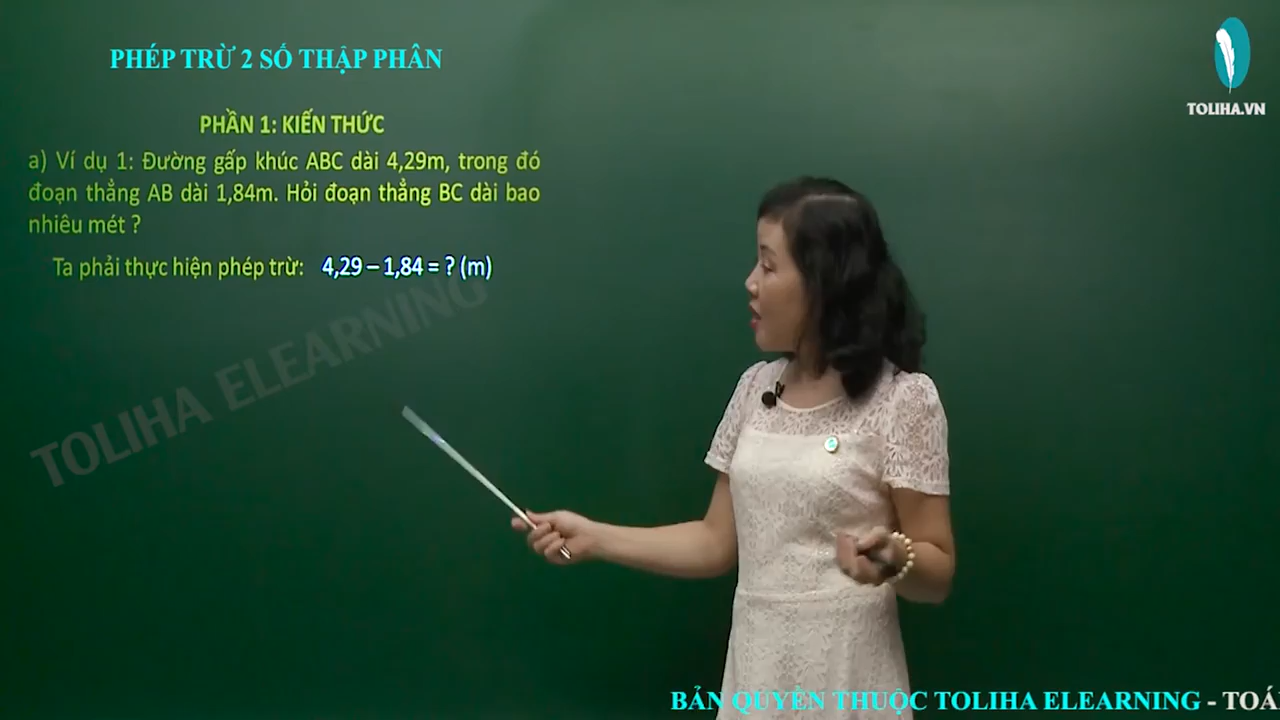 PHÉP TRỪ 2 SỐ THẬP PHÂN
TOLIHA.VN
PHẦN 1: KIẾN THỨC
a) Ví dụ 1: Đường gấp khúc ABC dài 4,29m, trong đó
đoạn thẳng AB dài 1,84m. Hỏi đoạn thẳng BC dài bao
nhiêu mét ?
Ta phải thực hiện phép trừ: 4,29 – 1,84 = ? (m)
TOLIHA ELEARNING
BẢN QUYỀN THUỘC TOLIHA ELEARNING - TOÁ